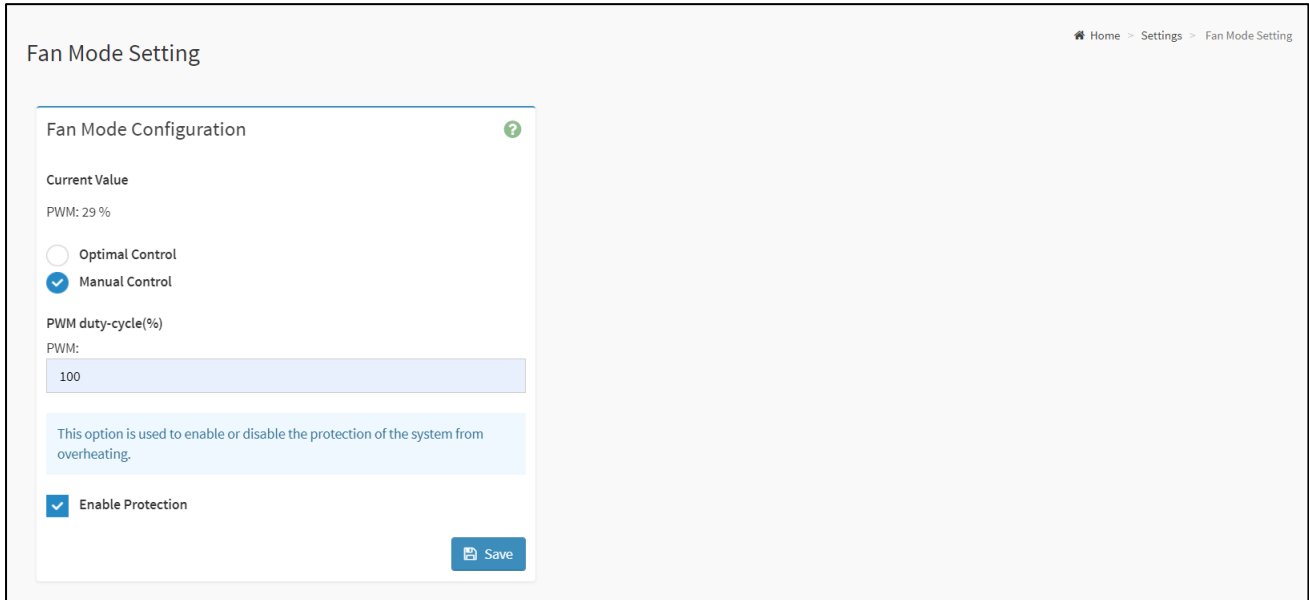 Home > Settings > Fan Mode Setting
Fan Mode Setting
Fan Mode Configuration
Current Value
PWM: 29 %
Optimal Control
Manual Control
PWM duty-cycle(%)
PWM:
100
This option is used to enable or disable the protection of the system from
overheating.
Enable Protection
Save